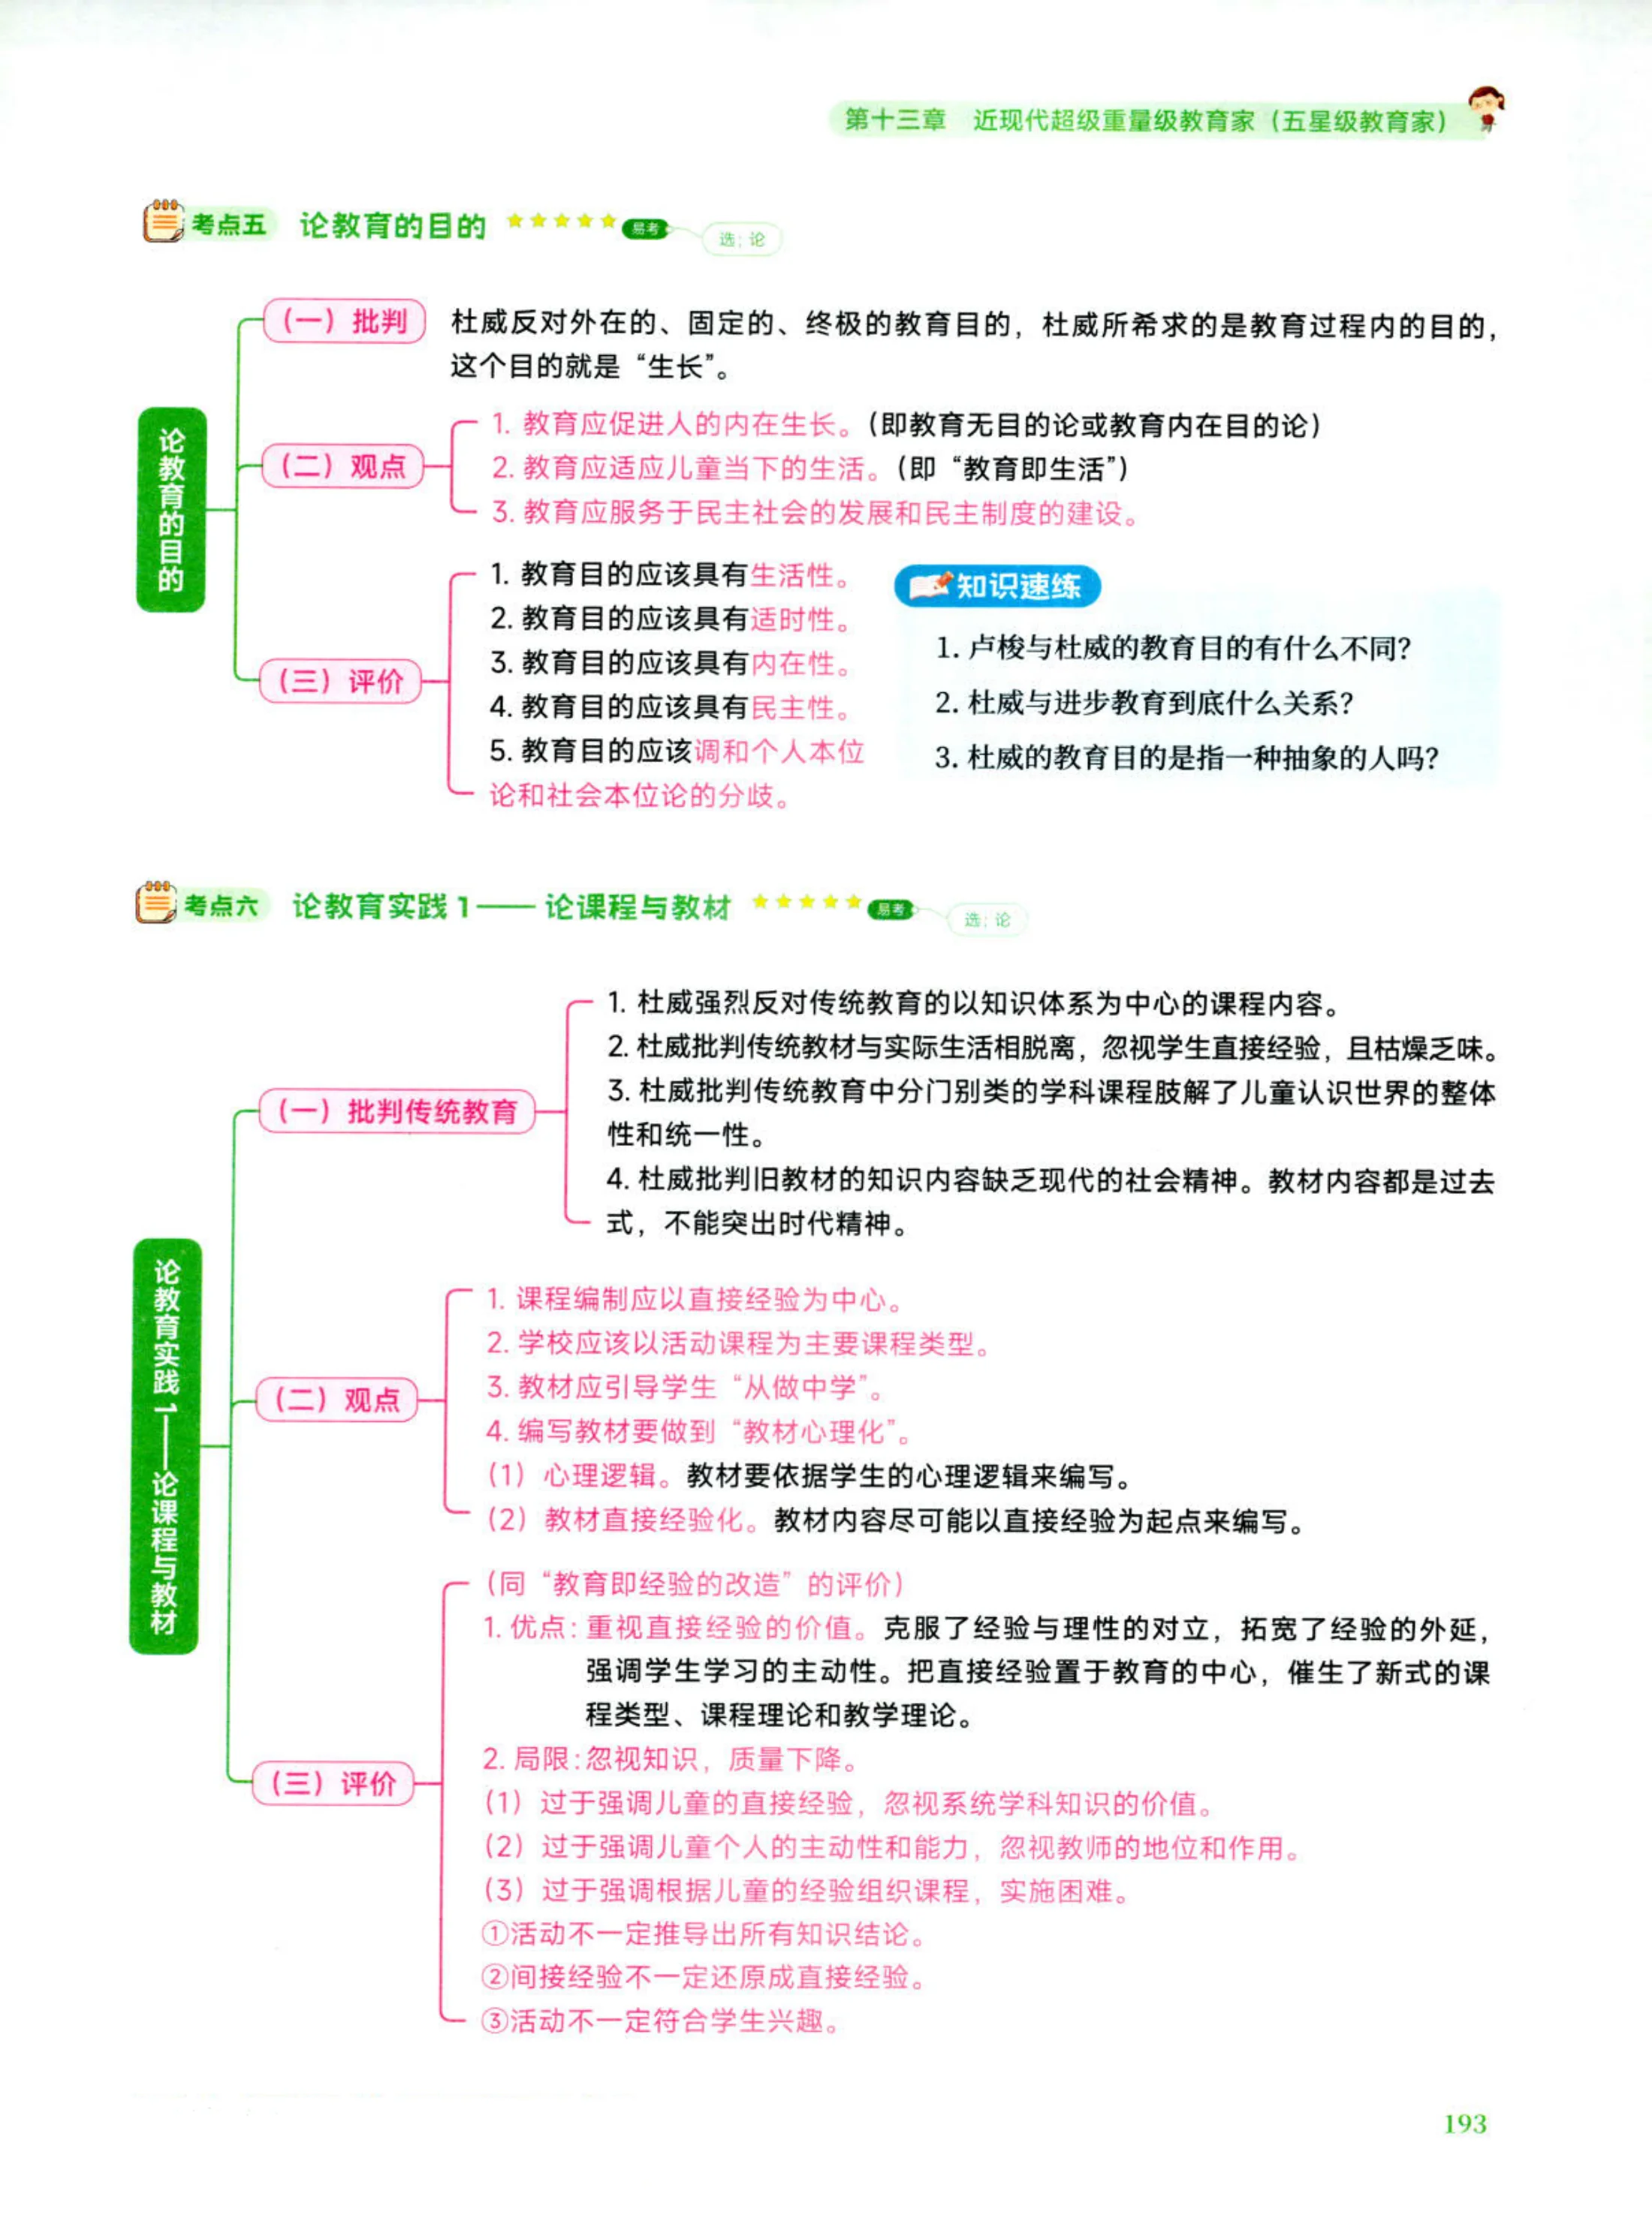 第十三章 近现代超级重量级教育家（五星级教育家）
考点五 论教育的目的 ★★★★★ 易考 选；论
论教育的目的
（一）批判
杜威反对外在的、固定的、终极的教育目的，杜威所希求的是教育过程内的目的，
这个目的就是“生长”。
（二）观点
1. 教育应促进人的内在生长。（即教育无目的论或教育内在目的论）
2. 教育应适应儿童当下的生活。（即“教育即生活”）
3. 教育应服务于民主社会的发展和民主制度的建设。
（三）评价
1. 教育目的应该具有生活性。
2. 教育目的应该具有适时性。
3. 教育目的应该具有内在性。
4. 教育目的应该具有民主性。
5. 教育目的应该调和个人本位
论和社会本位论的分歧。
知识速练
1. 卢梭与杜威的教育目的有什么不同？
2. 杜威与进步教育到底什么关系？
3. 杜威的教育目的是指一种抽象的人吗？
考点六 论教育实践 1——论课程与教材 ★★★★★ 易考 选；论
论教育实践 1——论课程与教材
（一）批判传统教育
1. 杜威强烈反对传统教育的以知识体系为中心的课程内容。
2. 杜威批判传统教材与实际生活相脱离，忽视学生直接经验，且枯燥乏味。
3. 杜威批判传统教育中分门别类的学科课程肢解了儿童认识世界的整体
性和统一性。
4. 杜威批判旧教材的知识内容缺乏现代的社会精神。教材内容都是过去
式，不能突出时代精神。
（二）观点
1. 课程编制应以直接经验为中心。
2. 学校应该以活动课程为主要课程类型。
3. 教材应引导学生“从做中学”。
4. 编写教材要做到“教材心理化”。
（1）心理逻辑。教材要依据学生的心理逻辑来编写。
（2）教材直接经验化。教材内容尽可能以直接经验为起点来编写。
（三）评价
（同“教育即经验的改造”的评价）
1. 优点：重视直接经验的价值。克服了经验与理性的对立，拓宽了经验的外延，
强调学生学习的主动性。把直接经验置于教育的中心，催生了新式的课
程类型、课程理论和教学理论。
2. 局限：忽视知识，质量下降。
（1）过于强调儿童的直接经验，忽视系统学科知识的价值。
（2）过于强调儿童个人的主动性和能力，忽视教师的地位和作用。
（3）过于强调根据儿童的经验组织课程，实施困难。
①活动不一定推导出所有知识结论。
②间接经验不一定还原成直接经验。
③活动不一定符合学生兴趣。
193